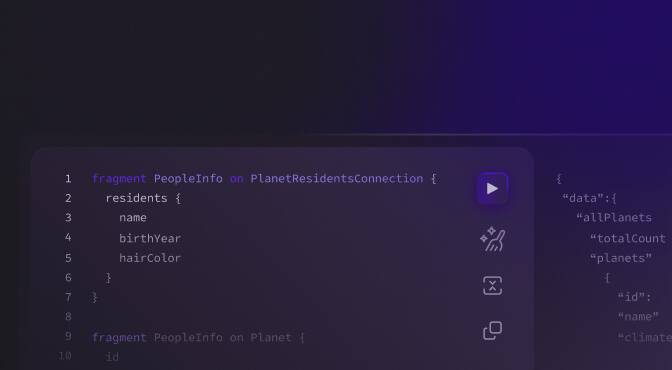 1 fragment PeopleInfo on PlanetResidentsConnection {
2 residents {
3 name
4 birthYear
5 hairColor
6 }
7 }
8
9 fragment PeopleInfo on Planet {
10 id
{
“data”:{
“allPlanets
“totalCount
“planets”
{
“id”:
“name”
“climate